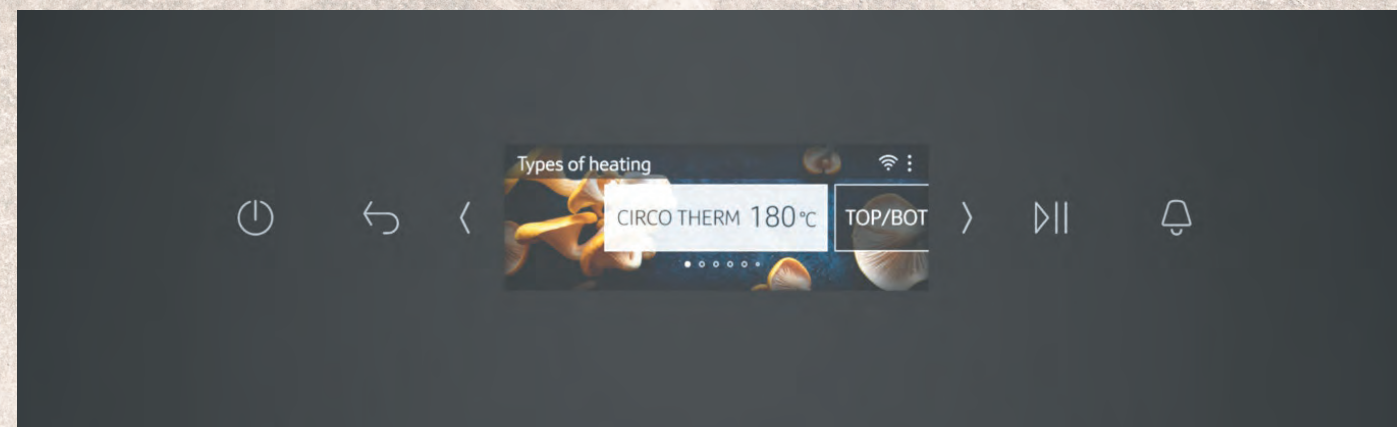 Types of heating
CIRCO THERM 180°C
TOP/BOT